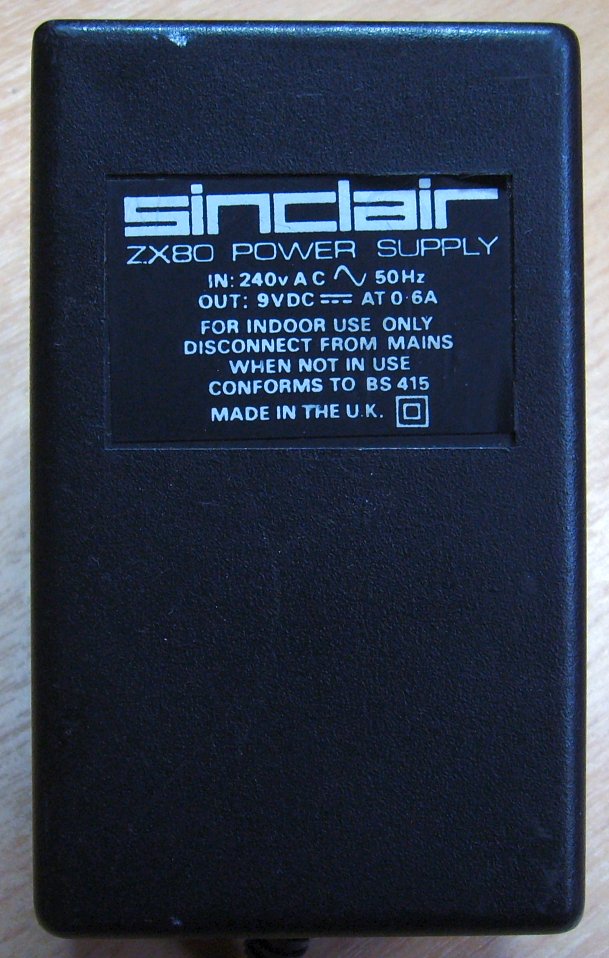 sinclair
ZX80 POWER SUPPLY
IN: 240v AC 50Hz
OUT: 9VDC AT 0·6A
FOR INDOOR USE ONLY
DISCONNECT FROM MAINS
WHEN NOT IN USE
CONFORMS TO BS 415
MADE IN THE U.K.